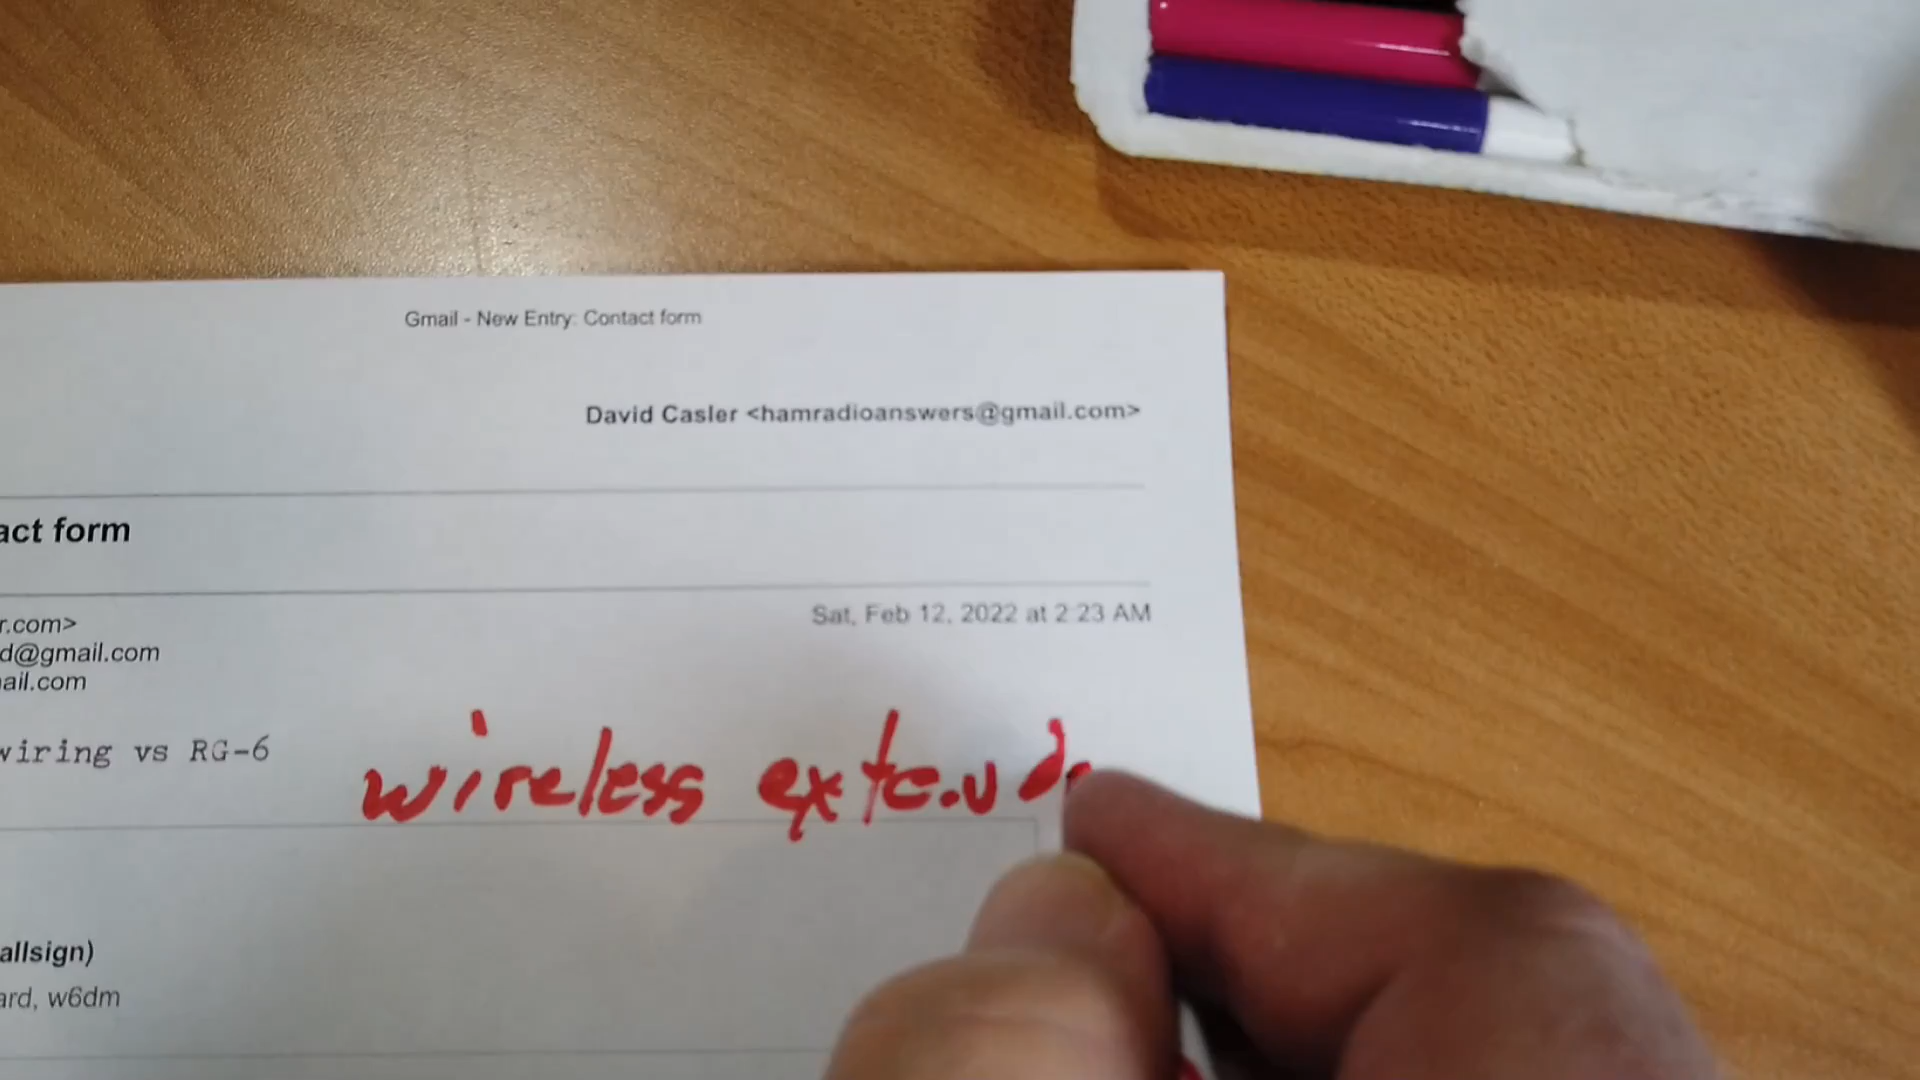 Gmail - New Entry: Contact form
David Casler <hamradioanswers@gmail.com>
act form
Sat, Feb 12, 2022 at 2:23 AM
r.com>
d@gmail.com
ail.com
wiring vs RG-6
wireless extend
allsign)
ard, w6dm